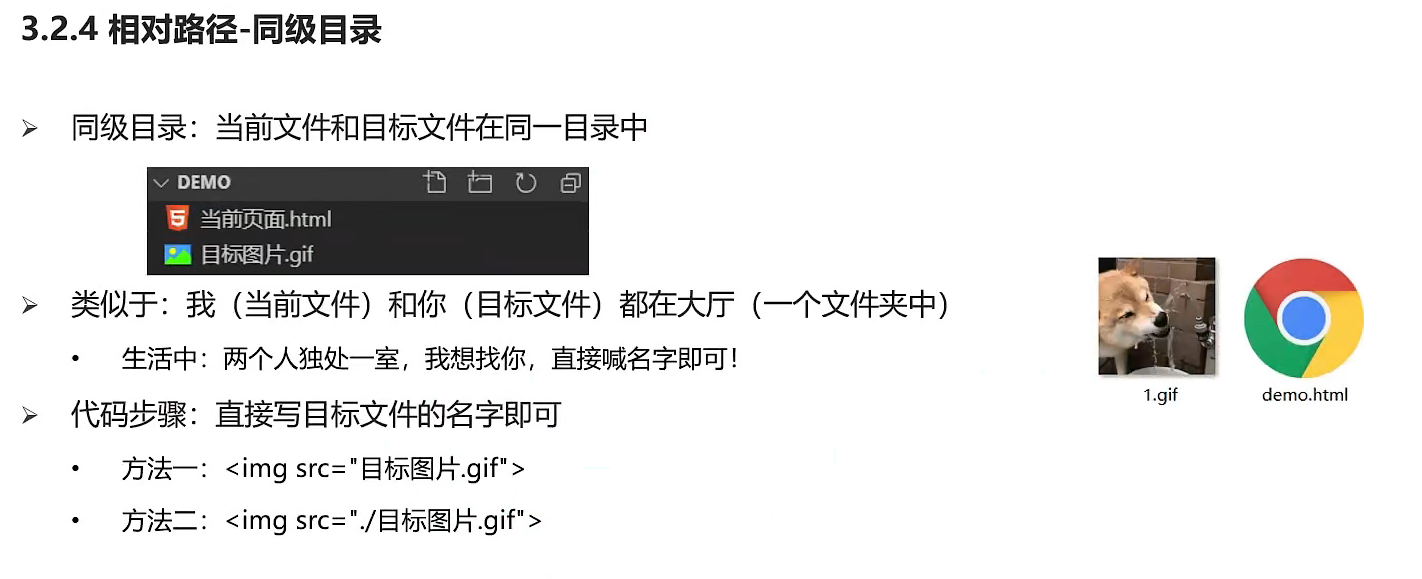 3.2.4 相对路径-同级目录
同级目录：当前文件和目标文件在同一目录中
DEMO
当前页面.html
目标图片.gif
类似于：我（当前文件）和你（目标文件）都在大厅（一个文件夹中）
生活中：两个人独处一室，我想找你，直接喊名字即可！
1.gif
demo.html
代码步骤：直接写目标文件的名字即可
方法一：<img src="目标图片.gif">
方法二：<img src="./目标图片.gif">